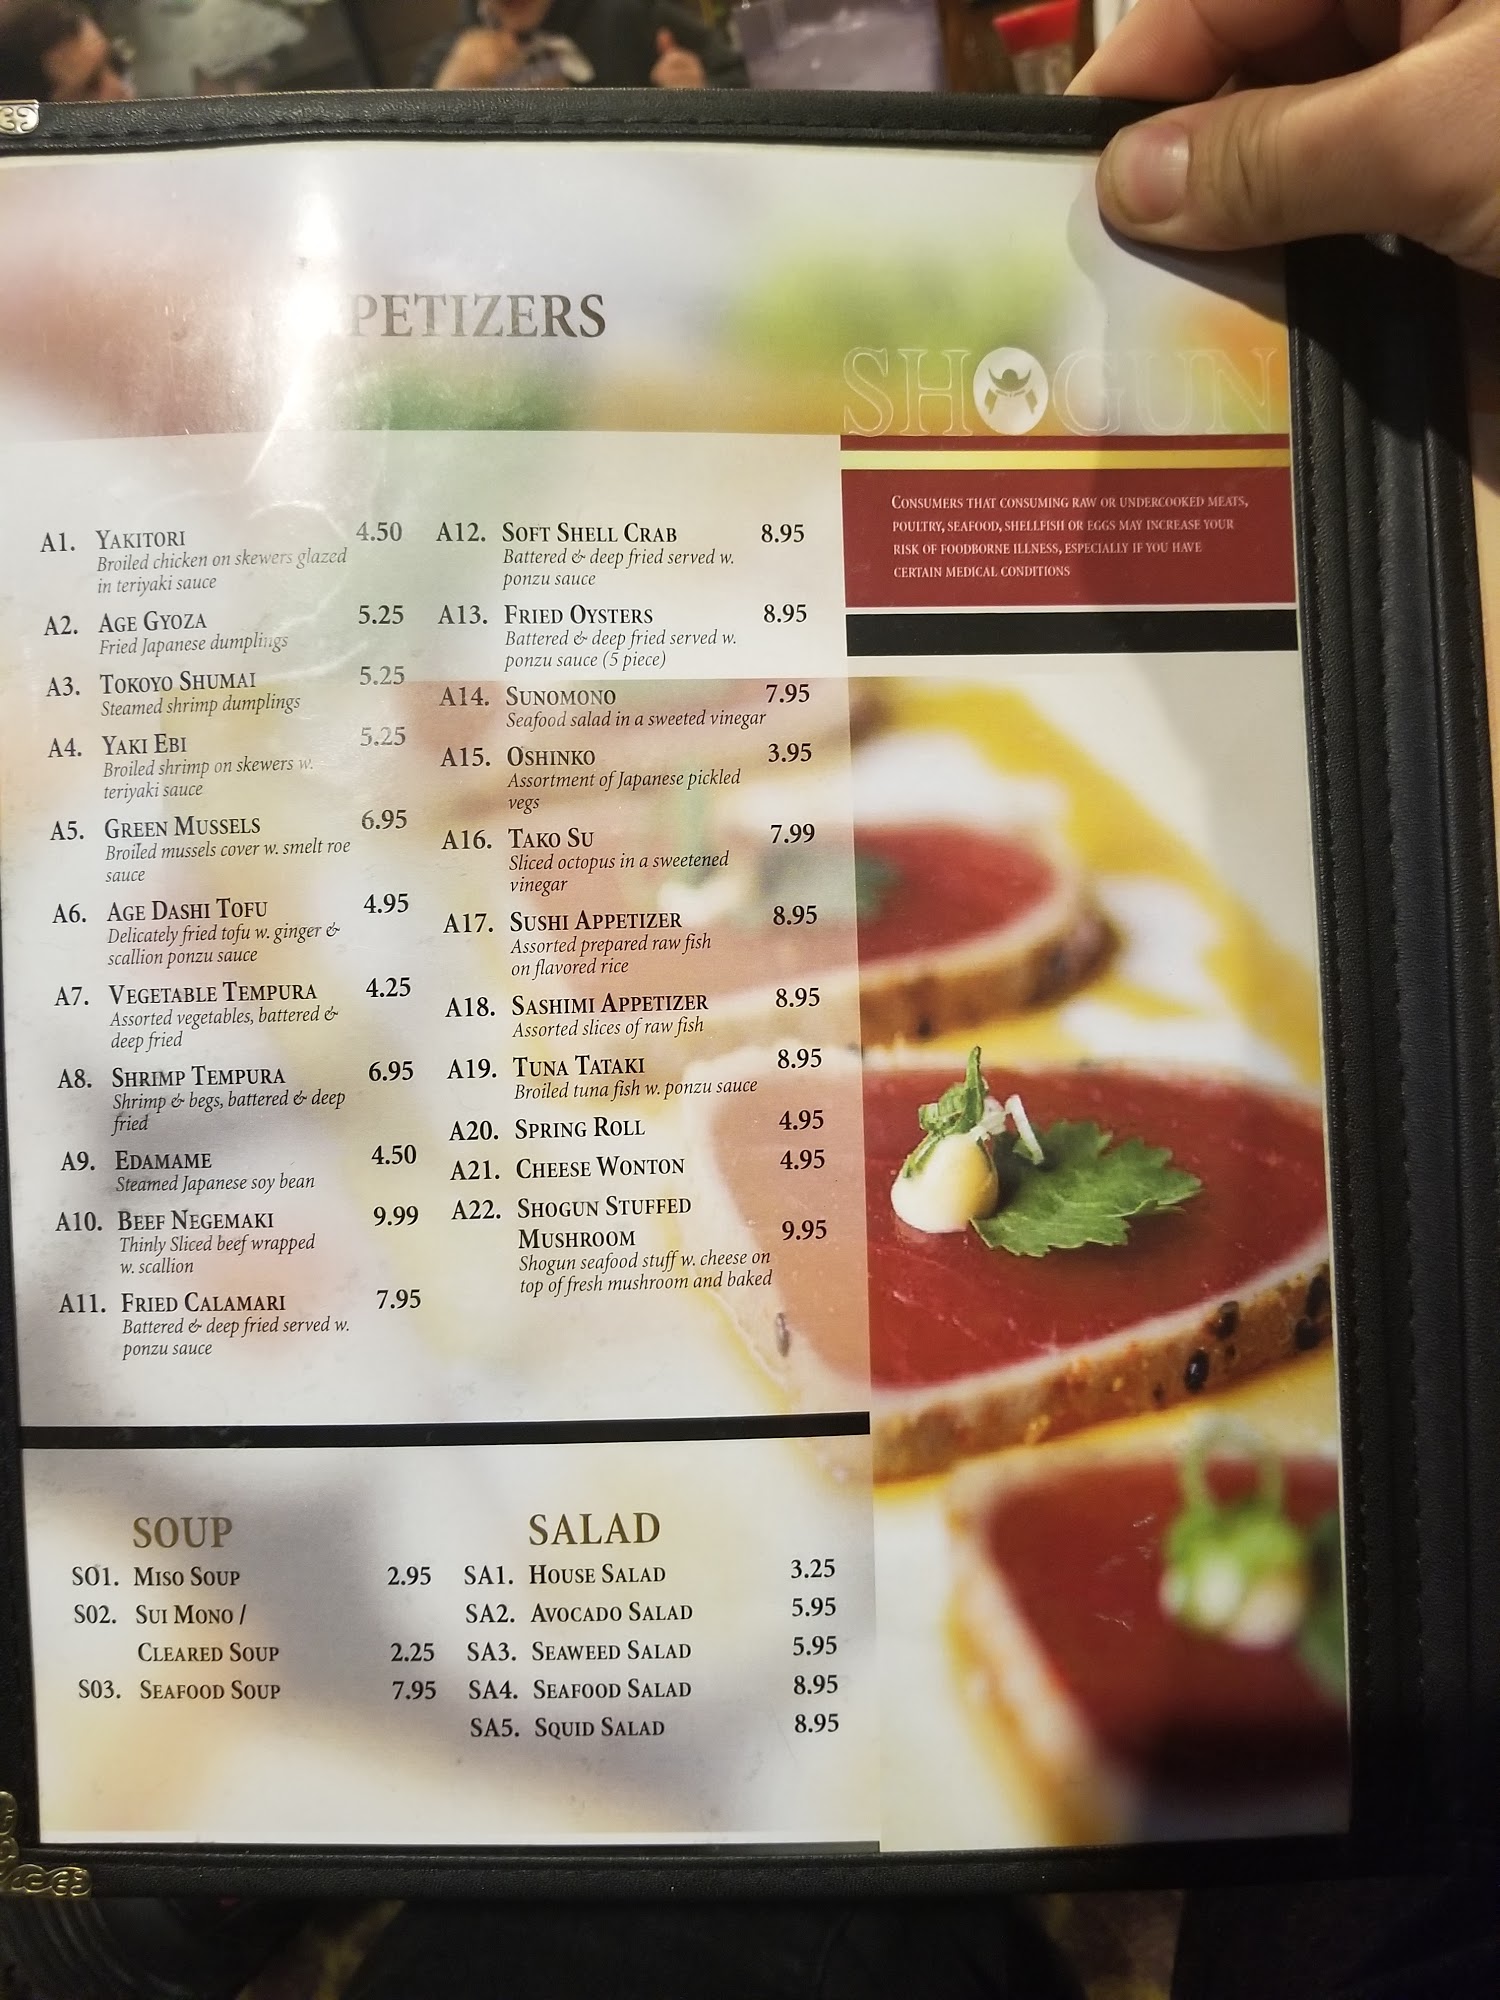 PETIZERS
SHOGUN
CONSUMERS THAT CONSUMING RAW OR UNDERCOOKED MEATS,
POULTRY, SEAFOOD, SHELLFISH OR EGGS MAY INCREASE YOUR
RISK OF FOODBORNE ILLNESS, ESPECIALLY IF YOU HAVE
CERTAIN MEDICAL CONDITIONS
A1. YAKITORI 4.50
Broiled chicken on skewers glazed
in teriyaki sauce
A2. AGE GYOZA 5.25
Fried Japanese dumplings
A3. TOKOYO SHUMAI 5.25
Steamed shrimp dumplings
A4. YAKI EBI 5.25
Broiled shrimp on skewers w.
teriyaki sauce
A5. GREEN MUSSELS 6.95
Broiled mussels cover w. smelt roe
sauce
A6. AGE DASHI TOFU 4.95
Delicately fried tofu w. ginger &
scallion ponzu sauce
A7. VEGETABLE TEMPURA 4.25
Assorted vegetables, battered &
deep fried
A8. SHRIMP TEMPURA 6.95
Shrimp & begs, battered & deep
fried
A9. EDAMAME 4.50
Steamed Japanese soy bean
A10. BEEF NEGEMAKI 9.99
Thinly Sliced beef wrapped
w. scallion
A11. FRIED CALAMARI 7.95
Battered & deep fried served w.
ponzu sauce
A12. SOFT SHELL CRAB 8.95
Battered & deep fried served w.
ponzu sauce
A13. FRIED OYSTERS 8.95
Battered & deep fried served w.
ponzu sauce (5 piece)
A14. SUNOMONO 7.95
Seafood salad in a sweeted vinegar
A15. OSHINKO 3.95
Assortment of Japanese pickled
vegs
A16. TAKO SU 7.99
Sliced octopus in a sweetened
vinegar
A17. SUSHI APPETIZER 8.95
Assorted prepared raw fish
on flavored rice
A18. SASHIMI APPETIZER 8.95
Assorted slices of raw fish
A19. TUNA TATAKI 8.95
Broiled tuna fish w. ponzu sauce
A20. SPRING ROLL 4.95
A21. CHEESE WONTON 4.95
A22. SHOGUN STUFFED
MUSHROOM 9.95
Shogun seafood stuff w. cheese on
top of fresh mushroom and baked
SOUP
SO1. MISO SOUP 2.95
S02. SUI MONO /
CLEARED SOUP 2.25
S03. SEAFOOD SOUP 7.95
SALAD
SA1. HOUSE SALAD 3.25
SA2. AVOCADO SALAD 5.95
SA3. SEAWEED SALAD 5.95
SA4. SEAFOOD SALAD 8.95
SA5. SQUID SALAD 8.95